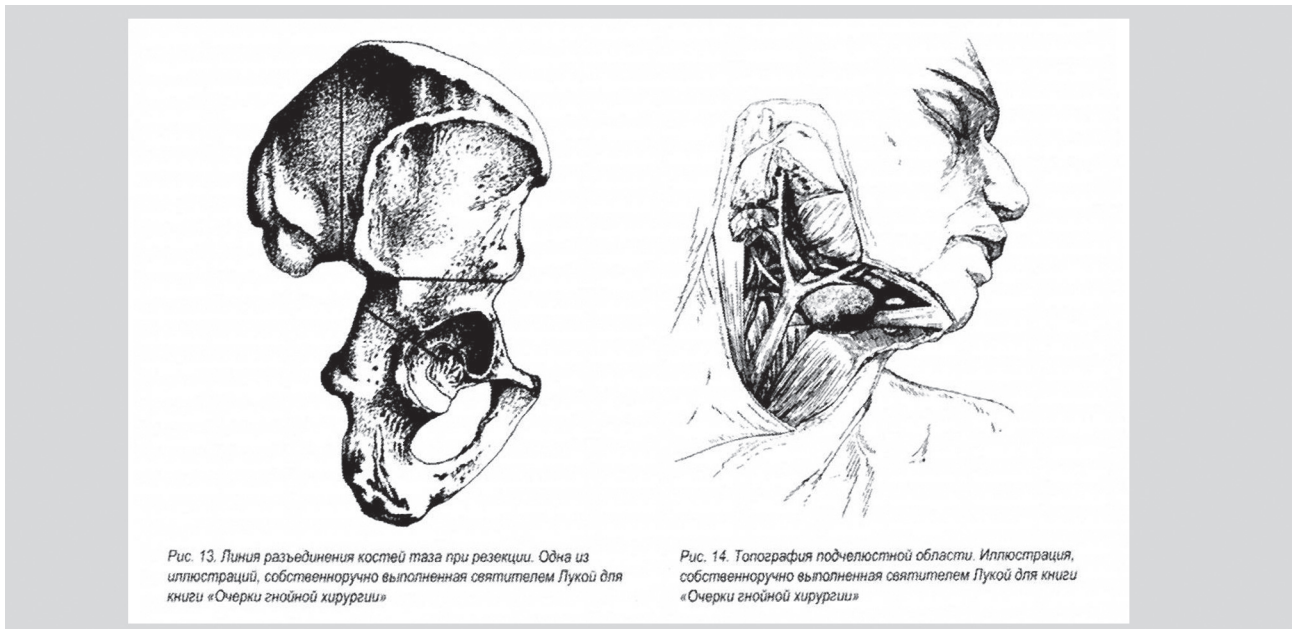 Рис. 13. Линия разъединения костей таза при резекции. Одна из
иллюстраций, собственноручно выполненная святителем Лукой для
книги «Очерки гнойной хирургии»
Рис. 14. Топография подчелюстной области. Иллюстрация,
собственноручно выполненная святителем Лукой для книги
«Очерки гнойной хирургии»